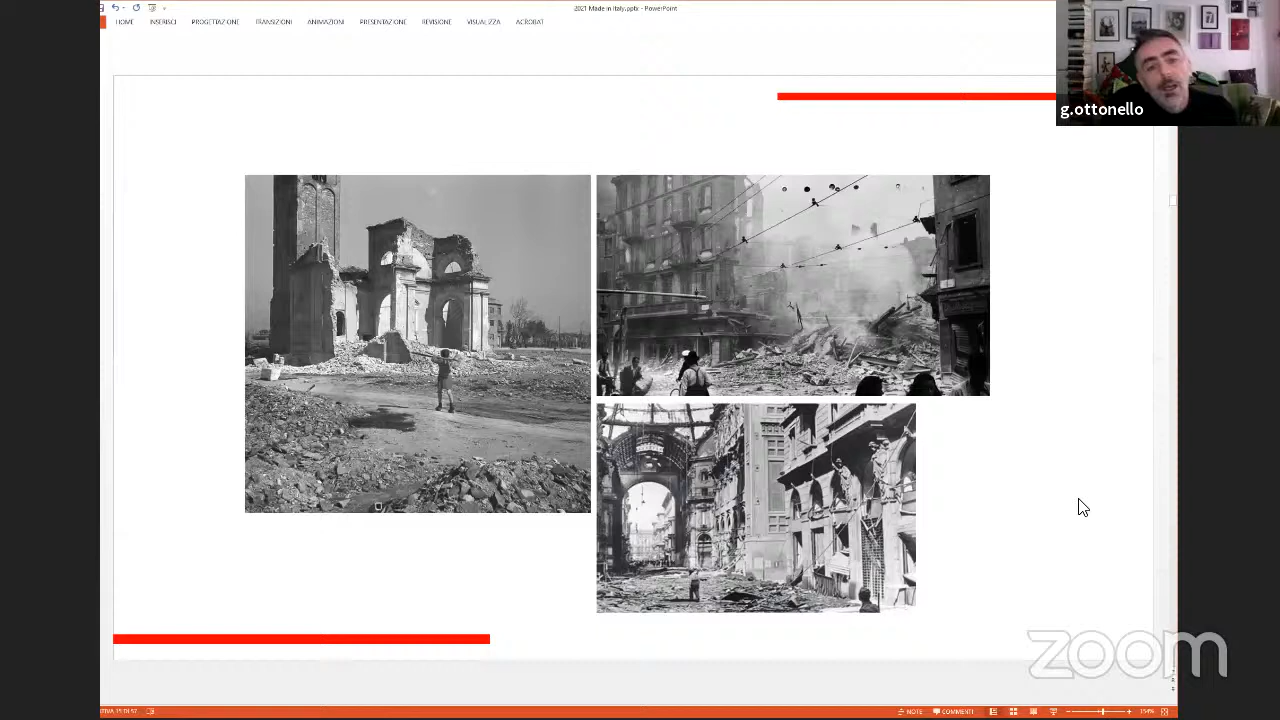 2021 Made in Italy.pptx - PowerPoint
HOME INSERISCI PROGETTAZIONE TRANSIZIONI ANIMAZIONI PRESENTAZIONE REVISIONE VISUALIZZA ACROBAT
g.ottonello
zoom
NOTE COMMENTI 154%